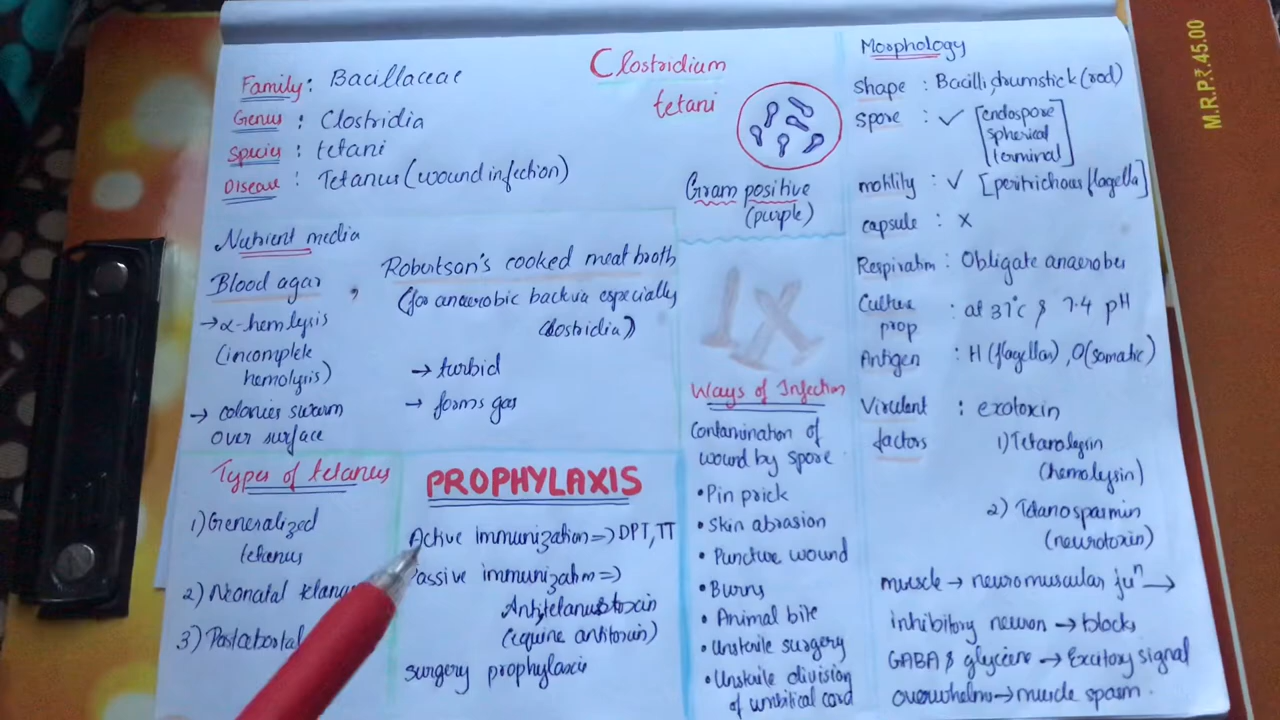 Clostridium
tetani
Family : Bacillaceae
Genus : Clostridia
Species : tetani
Disease : Tetanus (wound infection)
Gram positive
(purple)
Nutrient media
Blood agar ,
→ α-hemlysis
(incomplete
hemolysis)
→ colonies swarm
over surface
Robertson's cooked meat broth
(for anaerobic backria especially
clostridia)
→ turbid
→ forms gas
Types of tetanus
1) Generalized
tetanus
2) Neonatal tetanus
3) Postabortal
PROPHYLAXIS
Active immunization => DPT, TT
Passive immunization =>
(equine antitoxin)
surgery prophylaxis
Ways of Infection
Contamination of
wound by spore
• Pin prick
• Skin abrasion
• Puncture wound
• Burns
• Animal bite
• Unsterile surgery
• Unsterile division
of umbilical cord
Morphology
shape : Bacilli, drumstick (rod)
spore : ✓ [endospore
spherical
terminal]
motility : ✓ [peritrichous flagella]
capsule : x
Respiration : Obligate anaerobes
Culture prop : at 37°c & 7.4 pH
Antigen : H (flagellar), O (somatic)
Virulent factors : exotoxin
1) Tetanolysin
(hemolysin)
2) Tetanospasmin
(neurotoxin)
muscle → neuromuscular juⁿ →
inhibitory neuron → blocks
GABA & glycine → Excitory signal
overwhelms → muscle spasm.
M.R.P.₹.45.00